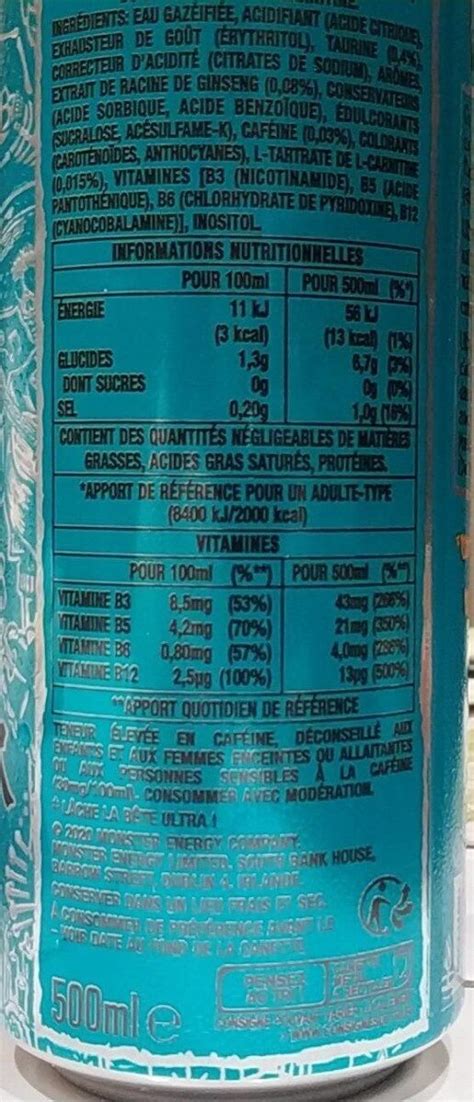 INGRÉDIENTS: EAU GAZÉIFIÉE, ACIDIFIANT (ACIDE CITRIQUE),
EXHAUSTEUR DE GOÛT (ÉRYTHRITOL), TAURINE (0,4%),
CORRECTEUR D'ACIDITÉ (CITRATES DE SODIUM), ARÔMES,
EXTRAIT DE RACINE DE GINSENG (0,08%), CONSERVATEURS
(ACIDE SORBIQUE, ACIDE BENZOÏQUE), ÉDULCORANTS
(SUCRALOSE, ACÉSULFAME-K), CAFÉINE (0,03%), COLORANTS
(CAROTÉNOÏDES, ANTHOCYANES), L-TARTRATE DE L-CARNITINE
(0,015%), VITAMINES [B3 (NICOTINAMIDE), B5 (ACIDE
PANTOTHÉNIQUE), B6 (CHLORHYDRATE DE PYRIDOXINE), B12
(CYANOCOBALAMINE)], INOSITOL.
INFORMATIONS NUTRITIONNELLES
POUR 100ml POUR 500ml (%*)
ÉNERGIE 11 kJ 56 kJ
(3 kcal) (13 kcal) (1%)
GLUCIDES 1,3g 6,7g (3%)
DONT SUCRES 0g 0g (0%)
SEL 0,20g 1,0g (16%)
CONTIENT DES QUANTITÉS NÉGLIGEABLES DE MATIÈRES
GRASSES, ACIDES GRAS SATURÉS, PROTÉINES.
*APPORT DE RÉFÉRENCE POUR UN ADULTE-TYPE
(8400 kJ/2000 kcal)
VITAMINES
POUR 100ml (%**) POUR 500ml (%**)
VITAMINE B3 8,5mg (53%) 43mg (266%)
VITAMINE B5 4,2mg (70%) 21mg (350%)
VITAMINE B6 0,80mg (57%) 4,0mg (286%)
VITAMINE B12 2,5µg (100%) 13µg (500%)
**APPORT QUOTIDIEN DE RÉFÉRENCE
TENEUR ÉLEVÉE EN CAFÉINE, DÉCONSEILLÉ AUX
ENFANTS ET AUX FEMMES ENCEINTES OU ALLAITANTES
OU AUX PERSONNES SENSIBLES À LA CAFÉINE
(30mg/100ml). CONSOMMER AVEC MODÉRATION.
LÂCHE LA BÊTE ULTRA !
© 2020 MONSTER ENERGY COMPANY.
MONSTER ENERGY LIMITED, SOUTH BANK HOUSE,
BARROW STREET, DUBLIN 4, IRLANDE.
CONSERVER DANS UN LIEU FRAIS ET SEC.
À CONSOMMER DE PRÉFÉRENCE AVANT LE
- VOIR DATE AU FOND DE LA CANETTE
PENSEZ
AU TRI !
500ml e